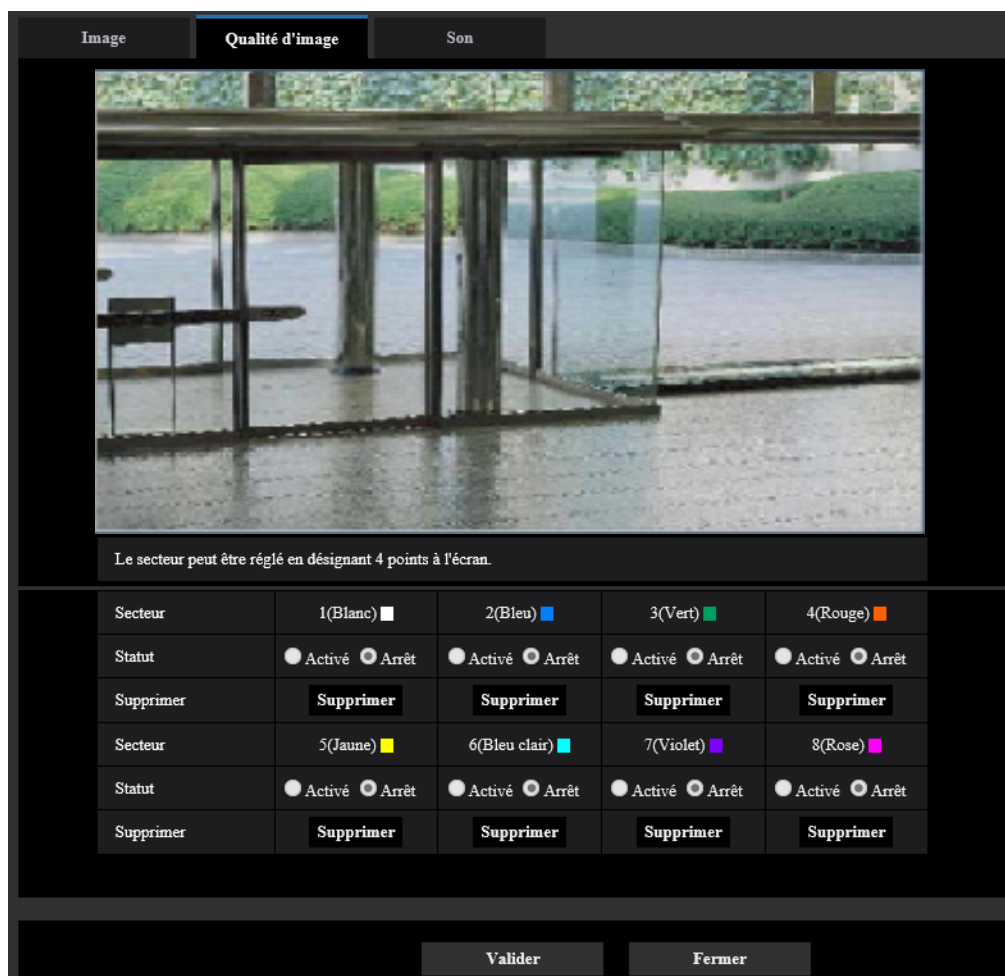 Image Qualité d'image Son
Le secteur peut être réglé en désignant 4 points à l'écran.
Secteur 1(Blanc) 2(Bleu) 3(Vert) 4(Rouge)
Statut Activé Arrêt Activé Arrêt Activé Arrêt Activé Arrêt
Supprimer Supprimer Supprimer Supprimer Supprimer
Secteur 5(Jaune) 6(Bleu clair) 7(Violet) 8(Rose)
Statut Activé Arrêt Activé Arrêt Activé Arrêt Activé Arrêt
Supprimer Supprimer Supprimer Supprimer Supprimer
Valider Fermer